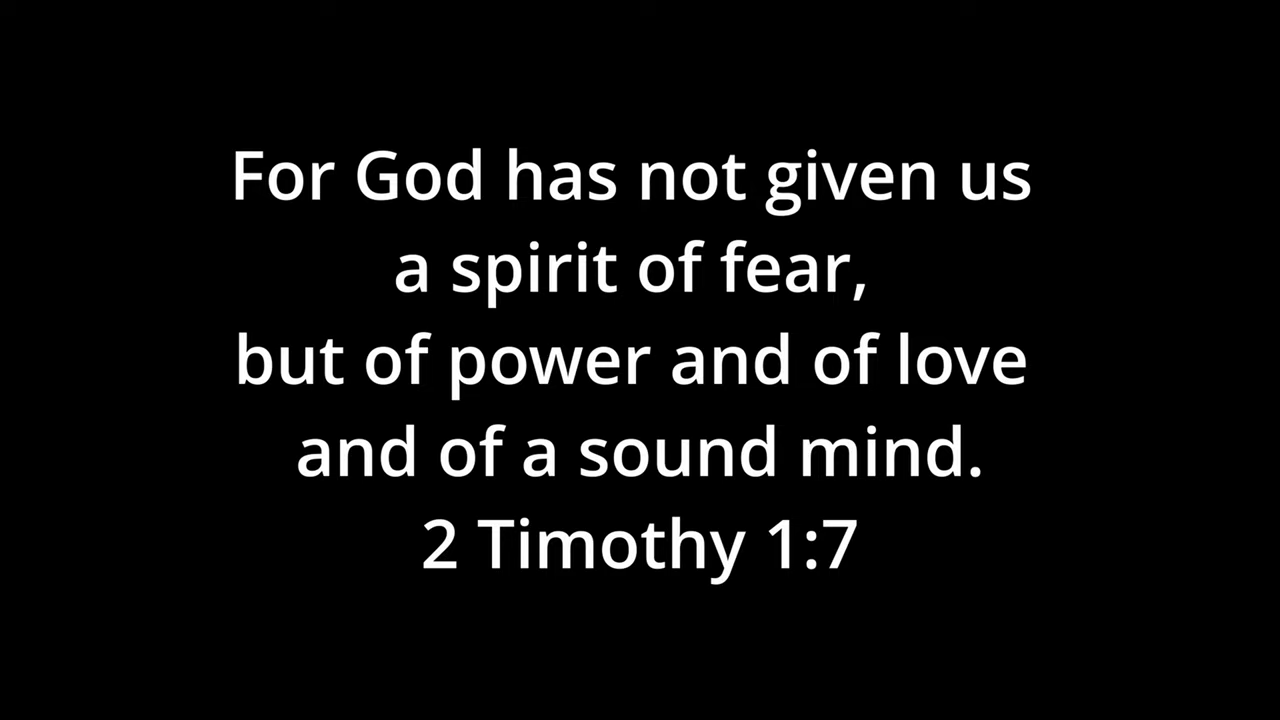 For God has not given us
a spirit of fear,
but of power and of love
and of a sound mind.
2 Timothy 1:7